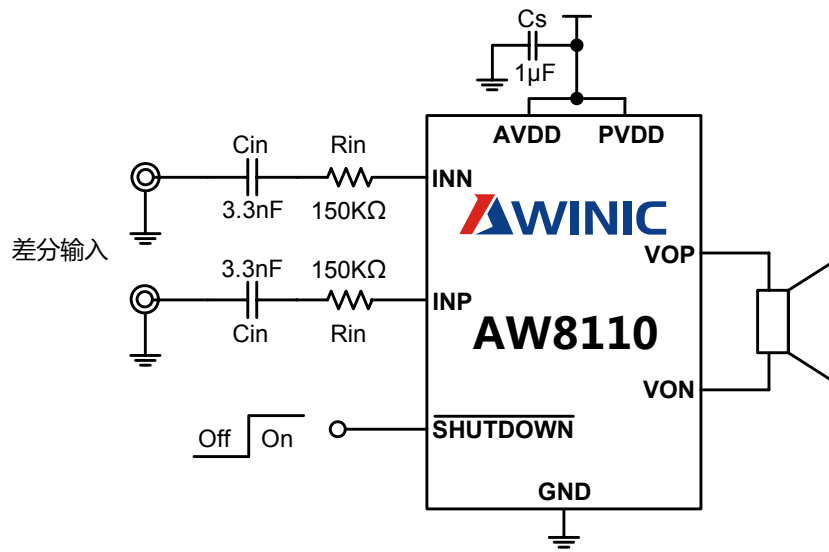 Cs
1µF
AVDD PVDD
Cin Rin
INN
3.3nF 150KΩ
AWINIC
差分输入
VOP
3.3nF 150KΩ
INP
Cin Rin
AW8110
VON
Off On
SHUTDOWN
GND